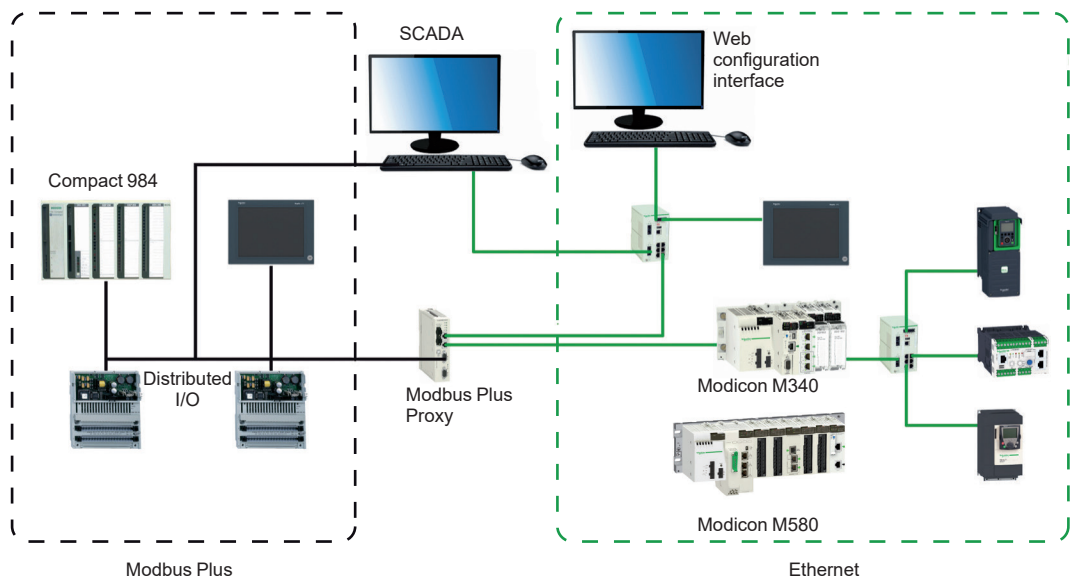 SCADA
Web
configuration
interface
Compact 984
Distributed
I/O
Modbus Plus
Proxy
Modicon M340
Modicon M580
Modbus Plus
Ethernet